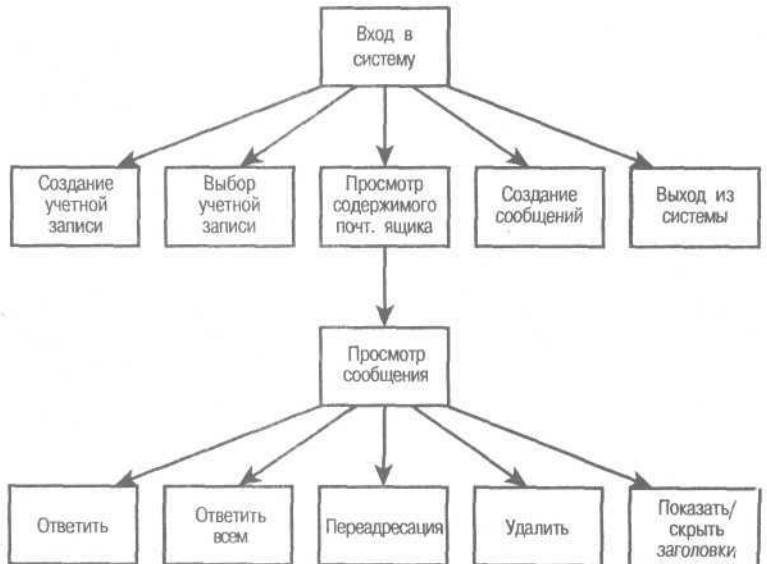 Вход в
систему
Создание
учетной
записи
Выбор
учетной
записи
Просмотр
содержимого
почт. ящика
Создание
сообщений
Выход из
системы
Просмотр
сообщения
Ответить
Ответить
всем
Переадресация
Удалить
Показать/
скрыть
заголовки